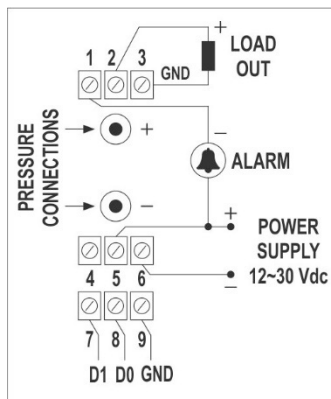 1 2 3
+
LOAD
OUT
GND
PRESSURE
CONNECTIONS
+
−
ALARM
−
+
POWER
SUPPLY
12~30 Vdc
−
4 5 6
7 8 9
D1 D0 GND